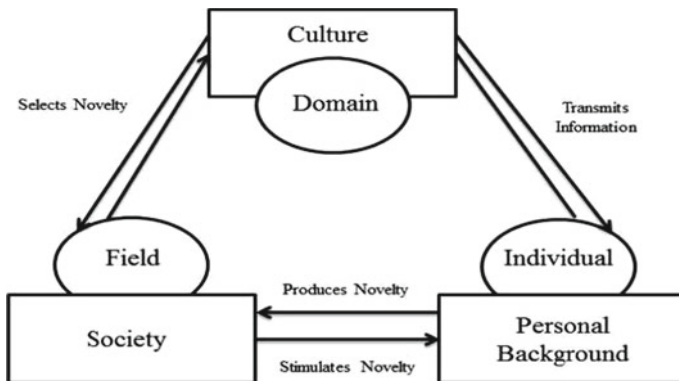 Culture
Domain
Selects Novelty
Transmits
Information
Field
Individual
Produces Novelty
Society
Personal
Background
Stimulates Novelty